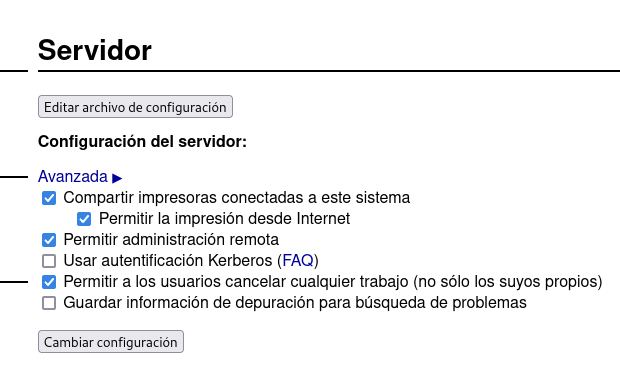 Servidor
Editar archivo de configuración
Configuración del servidor:
Avanzada ▶
Compartir impresoras conectadas a este sistema
Permitir la impresión desde Internet
Permitir administración remota
Usar autentificación Kerberos (FAQ)
Permitir a los usuarios cancelar cualquier trabajo (no sólo los suyos propios)
Guardar información de depuración para búsqueda de problemas
Cambiar configuración